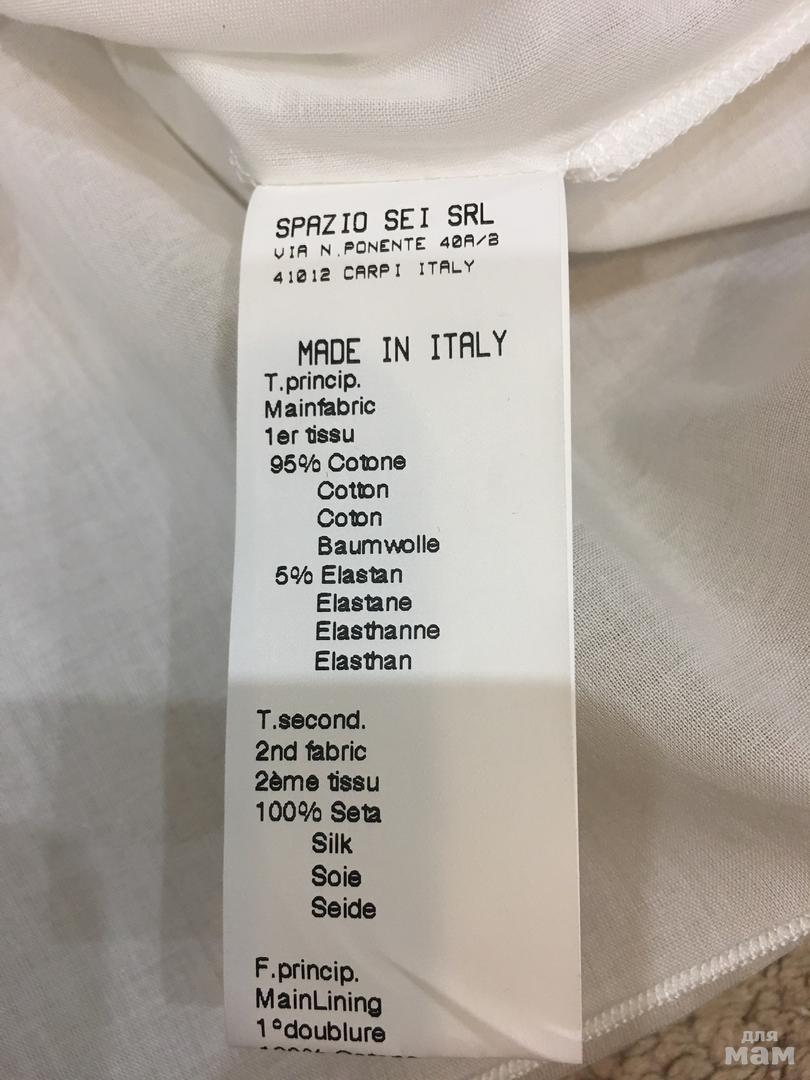 SPAZIO SEI SRL
VIA N.PONENTE 40A/B
41012 CARPI ITALY
MADE IN ITALY
T.princip.
Mainfabric
1er tissu
95% Cotone
Cotton
Coton
Baumwolle
5% Elastan
Elastane
Elasthanne
Elasthan
T.second.
2nd fabric
2ème tissu
100% Seta
Silk
Soie
Seide
F.princip.
MainLining
1°doublure
для
мам